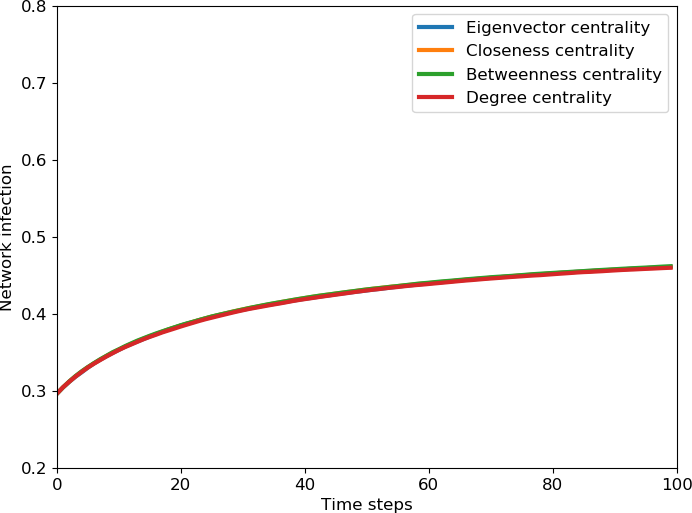 0.8
0.7
0.6
0.5
0.4
0.3
0.2
Network infection
Eigenvector centrality
Closeness centrality
Betweenness centrality
Degree centrality
0 20 40 60 80 100
Time steps